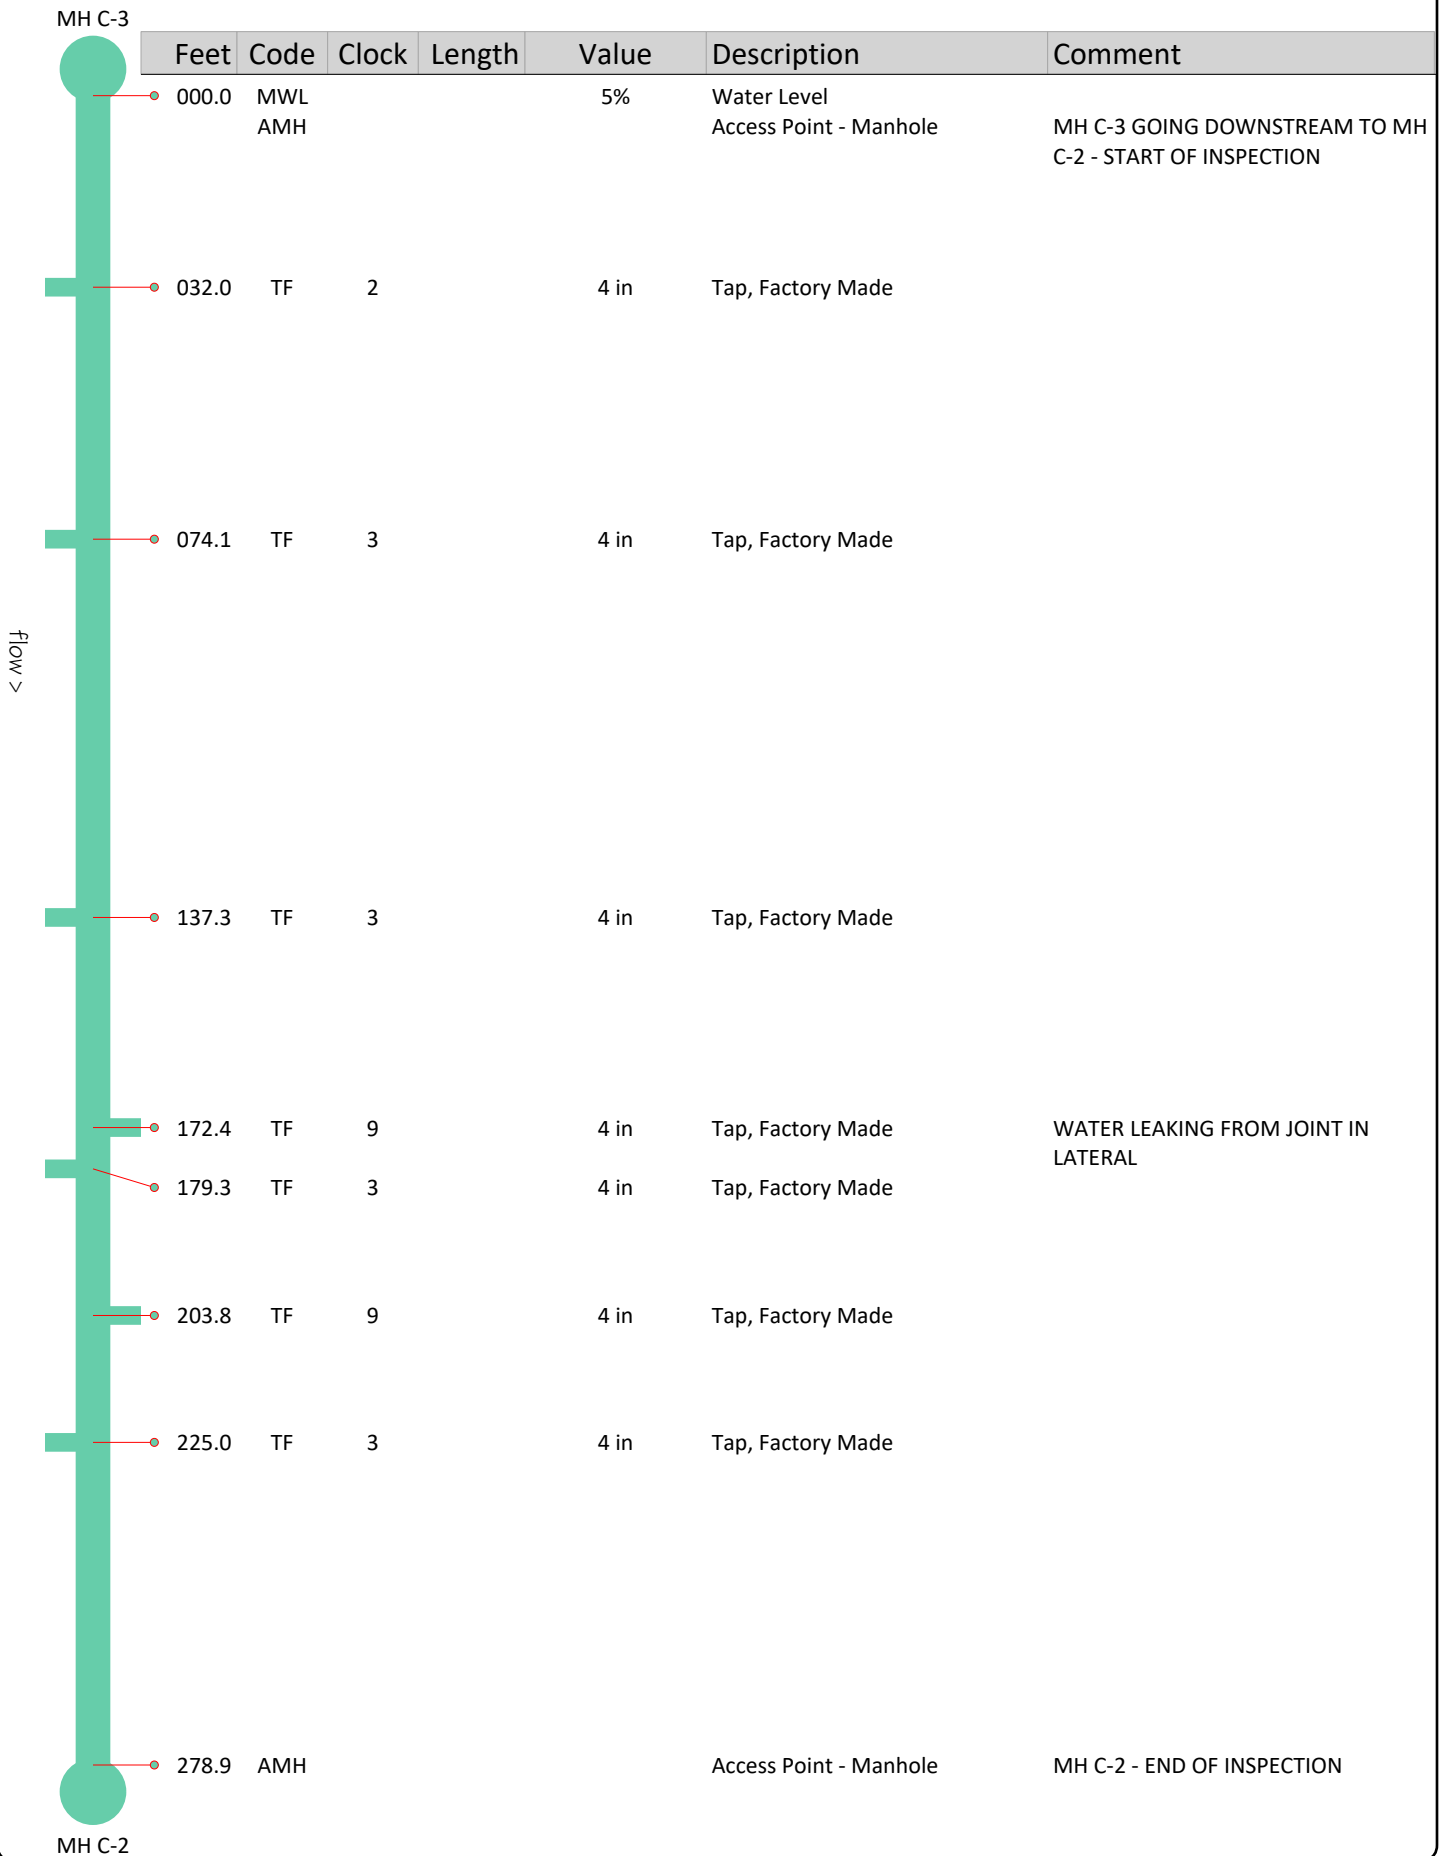 MH C-3
Feet Code Clock Length Value Description Comment
000.0 MWL 5% Water Level
AMH Access Point - Manhole MH C-3 GOING DOWNSTREAM TO MH
C-2 - START OF INSPECTION
032.0 TF 2 4 in Tap, Factory Made
074.1 TF 3 4 in Tap, Factory Made
flow >
137.3 TF 3 4 in Tap, Factory Made
172.4 TF 9 4 in Tap, Factory Made WATER LEAKING FROM JOINT IN
LATERAL
179.3 TF 3 4 in Tap, Factory Made
203.8 TF 9 4 in Tap, Factory Made
225.0 TF 3 4 in Tap, Factory Made
278.9 AMH Access Point - Manhole MH C-2 - END OF INSPECTION
MH C-2